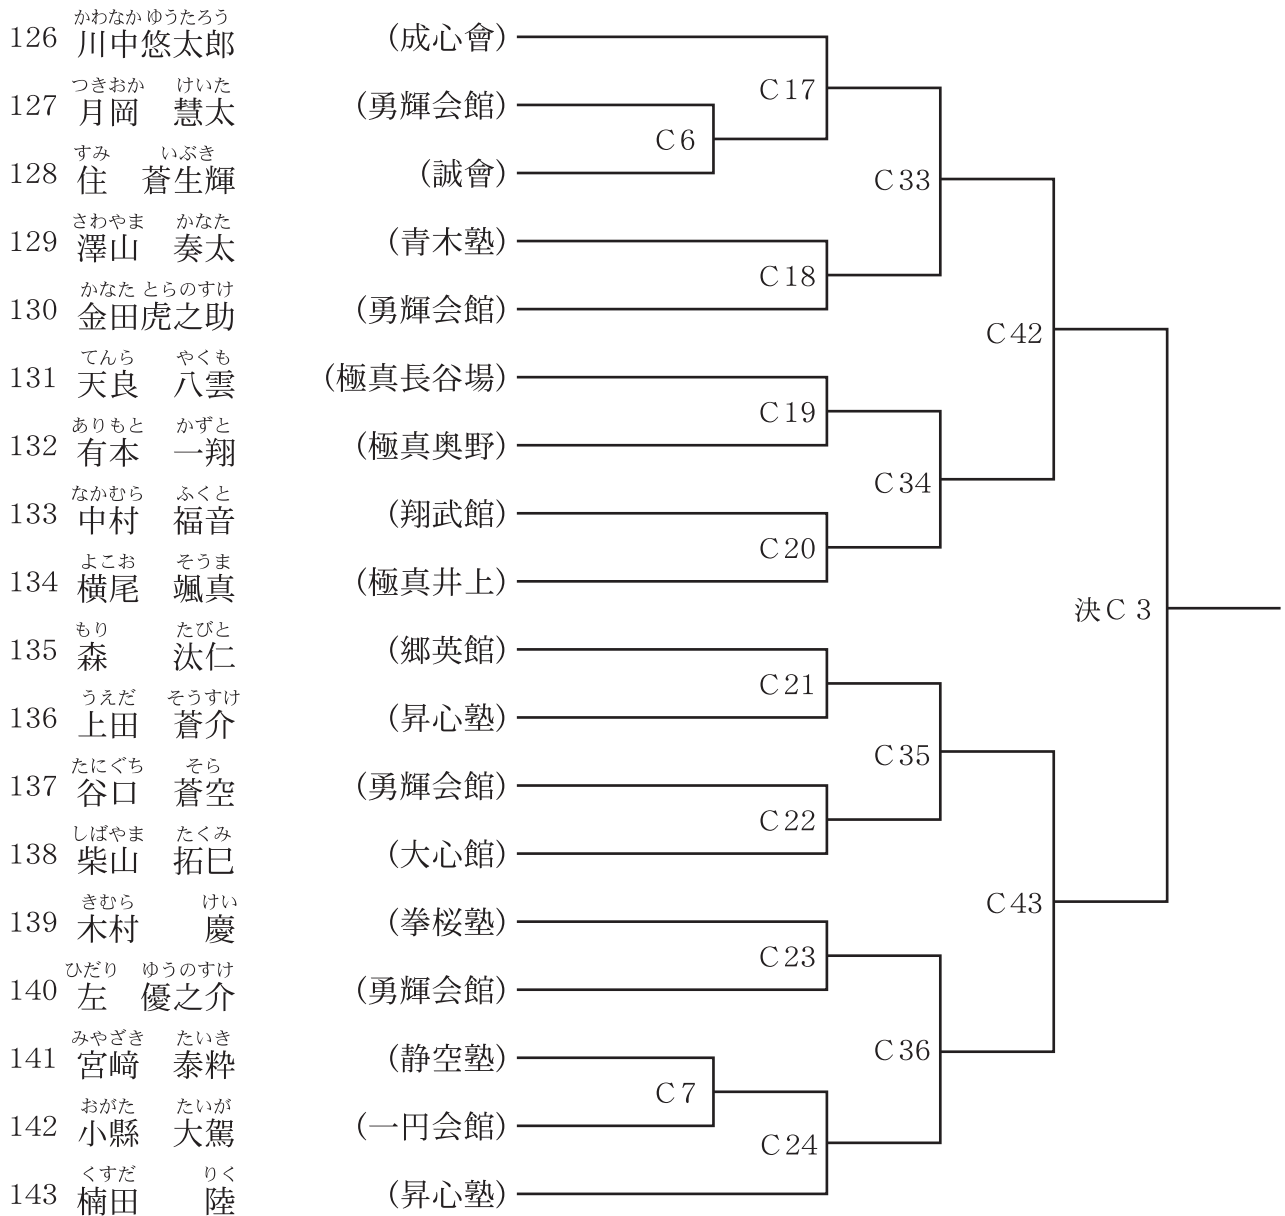 かわなか ゆうたろう
126 川中悠太郎 (成心會)
つきおか けいた
127 月岡 慧太 (勇輝会館)
すみ いぶき
128 住 蒼生輝 (誠會)
さわやま かなた
129 澤山 奏太 (青木塾)
かなた とらのすけ
130 金田虎之助 (勇輝会館)
てんら やくも
131 天良 八雲 (極真長谷場)
ありもと かずと
132 有本 一翔 (極真奥野)
なかむら ふくと
133 中村 福音 (翔武館)
よこお そうま
134 横尾 颯真 (極真井上)
もり たびと
135 森 汰仁 (郷英館)
うえだ そうすけ
136 上田 蒼介 (昇心塾)
たにぐち そら
137 谷口 蒼空 (勇輝会館)
しばやま たくみ
138 柴山 拓巳 (大心館)
きむら けい
139 木村 慶 (拳桜塾)
ひだり ゆうのすけ
140 左 優之介 (勇輝会館)
みやざき たいき
141 宮﨑 泰粋 (静空塾)
おがた たいが
142 小縣 大駕 (一円会館)
くすだ りく
143 楠田 陸 (昇心塾)
C6
C7
C17
C18
C19
C20
C21
C22
C23
C24
C33
C34
C35
C36
C42
C43
決C 3